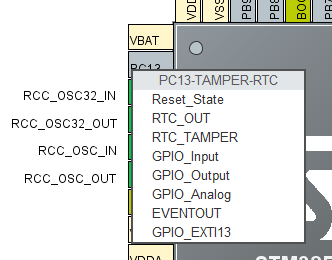 VDD
VSS
PB9
PB8
BOO
PB7
VBAT
PC13
PC13-TAMPER-RTC
Reset_State
RTC_OUT
RTC_TAMPER
GPIO_Input
GPIO_Output
GPIO_Analog
EVENTOUT
GPIO_EXTI13
RCC_OSC32_IN
RCC_OSC32_OUT
RCC_OSC_IN
RCC_OSC_OUT
VDDA